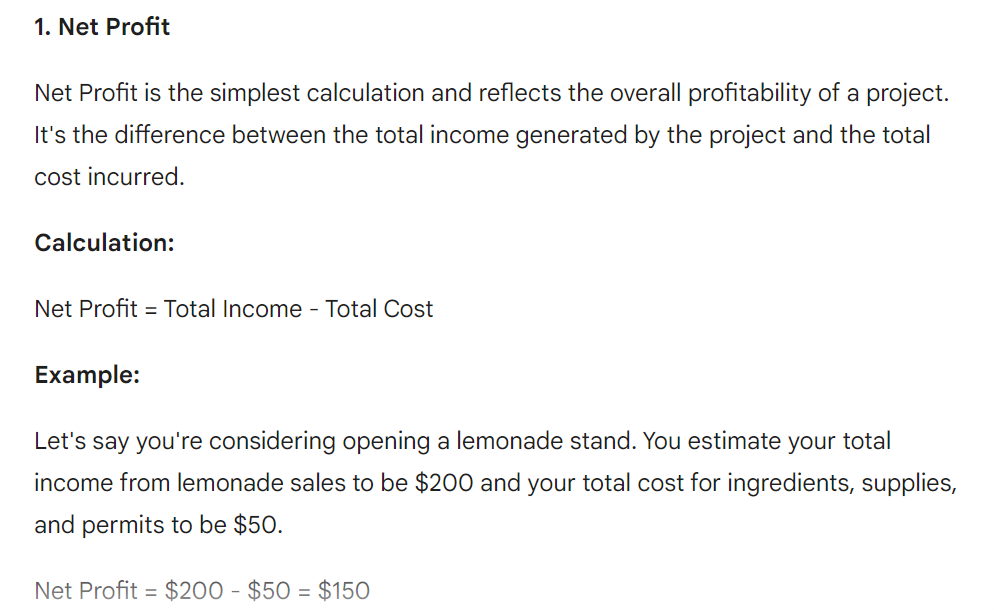 1. Net Profit
Net Profit is the simplest calculation and reflects the overall profitability of a project.
It's the difference between the total income generated by the project and the total
cost incurred.
Calculation:
Net Profit = Total Income - Total Cost
Example:
Let's say you're considering opening a lemonade stand. You estimate your total
income from lemonade sales to be $200 and your total cost for ingredients, supplies,
and permits to be $50.
Net Profit = $200 - $50 = $150